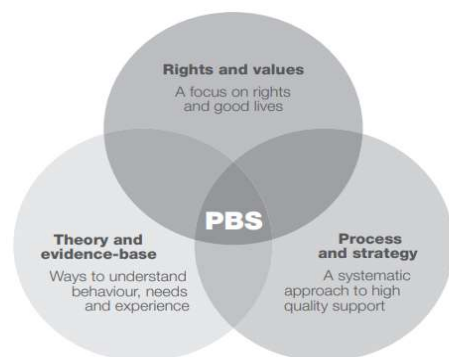 Rights and values
A focus on rights
and good lives
PBS
Theory and
evidence-base
Ways to understand
behaviour, needs
and experience
Process
and strategy
A systematic
approach to high
quality support